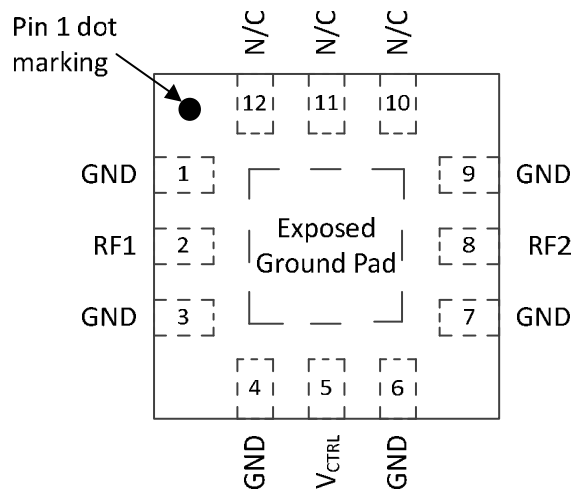 Pin 1 dot
marking
N/C
N/C
N/C
12
11
10
GND
1
9
GND
RF1
2
Exposed
Ground Pad
8
RF2
GND
3
7
GND
4
5
6
GND
VCTRL
GND